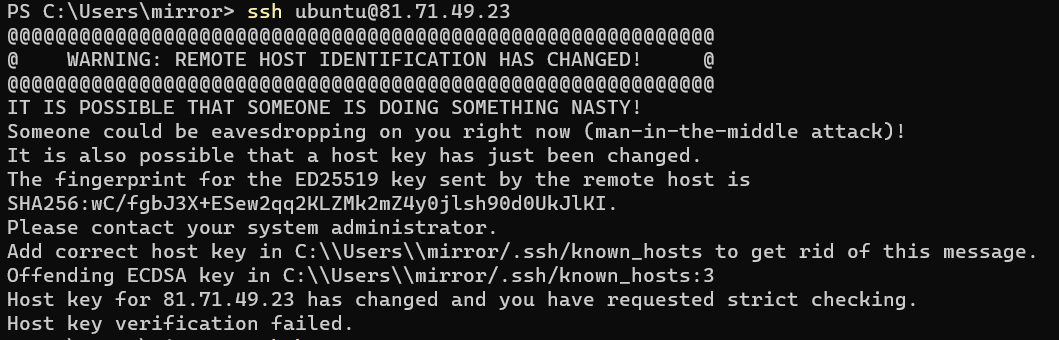 PS C:\Users\mirror> ssh ubuntu@81.71.49.23
@@@@@@@@@@@@@@@@@@@@@@@@@@@@@@@@@@@@@@@@@@@@@@@@@@@@@@@@@@@
@    WARNING: REMOTE HOST IDENTIFICATION HAS CHANGED!     @
@@@@@@@@@@@@@@@@@@@@@@@@@@@@@@@@@@@@@@@@@@@@@@@@@@@@@@@@@@@
IT IS POSSIBLE THAT SOMEONE IS DOING SOMETHING NASTY!
Someone could be eavesdropping on you right now (man-in-the-middle attack)!
It is also possible that a host key has just been changed.
The fingerprint for the ED25519 key sent by the remote host is
SHA256:wC/fgbJ3X+ESew2qq2KLZMk2mZ4y0jlsh90d0UkJlKI.
Please contact your system administrator.
Add correct host key in C:\\Users\\mirror/.ssh/known_hosts to get rid of this message.
Offending ECDSA key in C:\\Users\\mirror/.ssh/known_hosts:3
Host key for 81.71.49.23 has changed and you have requested strict checking.
Host key verification failed.